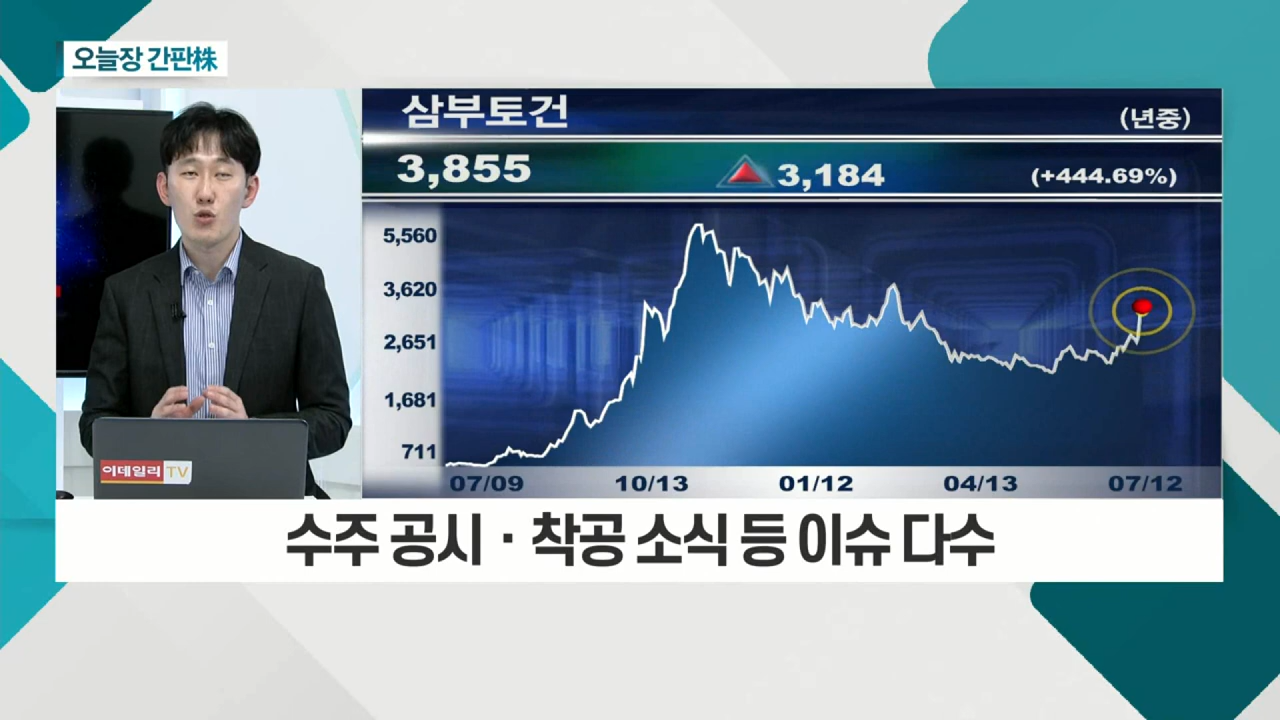 오늘장 간판株
삼부토건
(년중)
3,855
▲ 3,184
(+444.69%)
5,560
3,620
2,651
1,681
711
07/09 10/13 01/12 04/13 07/12
이데일리TV
수주 공시·착공 소식 등 이슈 다수